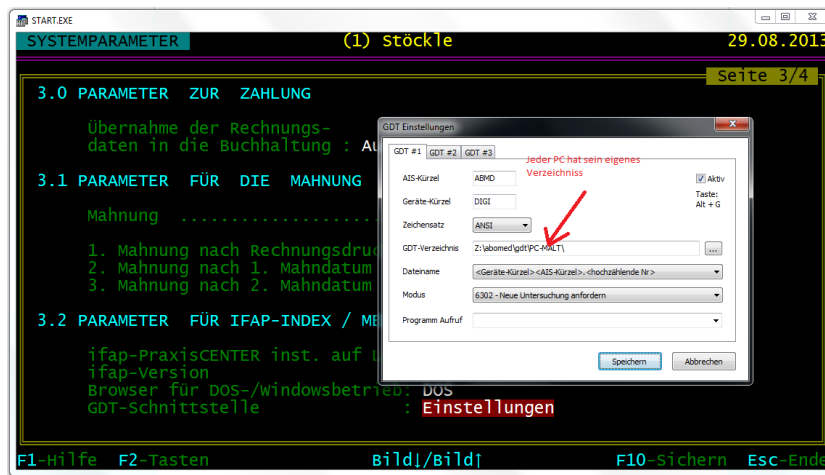 START.EXE
SYSTEMPARAMETER (1) Stöckle 29.08.2013
Seite 3/4
3.0 PARAMETER ZUR ZAHLUNG
Übernahme der Rechnungs-
daten in die Buchhaltung : Au
3.1 PARAMETER FÜR DIE MAHNUNG
Mahnung ......................
1. Mahnung nach Rechnungsdruc
2. Mahnung nach 1. Mahndatum
3. Mahnung nach 2. Mahndatum
3.2 PARAMETER FÜR IFAP-INDEX / ME
ifap-PraxisCENTER inst. auf L
ifap-Version
Browser für DOS-/Windowsbetrieb: DOS
GDT-Schnittstelle : Einstellungen
F1-Hilfe F2-Tasten Bild↓/Bild↑ F10-Sichern Esc-Ende
GDT Einstellungen
GDT #1 GDT #2 GDT #3
Jeder PC hat sein eigenes
Verzeichniss
AIS-Kürzel ABMD Aktiv
Geräte-Kürzel DIGI Taste:
Alt + G
Zeichensatz ANSI
GDT-Verzeichnis Z:\abomed\gdt\PC-MALT\ ...
Dateiname <Geräte-Kürzel><AIS-Kürzel>.<hochzählende Nr>
Modus 6302 - Neue Untersuchung anfordern
Programm Aufruf
Speichern Abbrechen